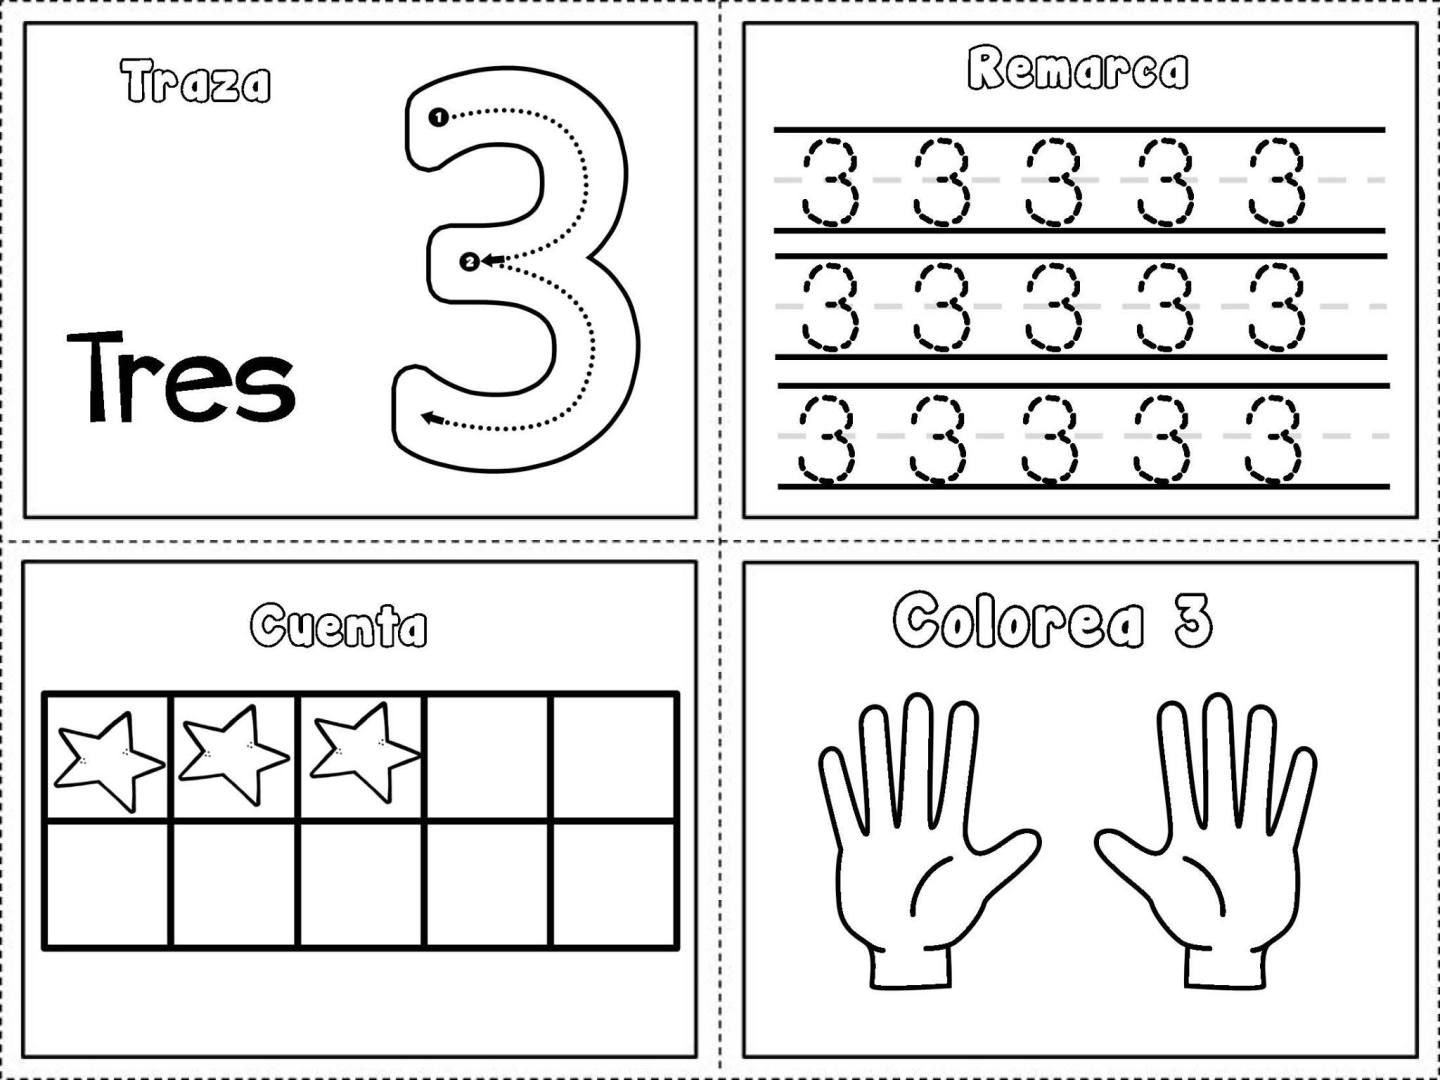 Traza
3
1
2
Tres
Remarca
3 3 3 3 3
3 3 3 3 3
3 3 3 3 3
Cuenta
Colorea 3